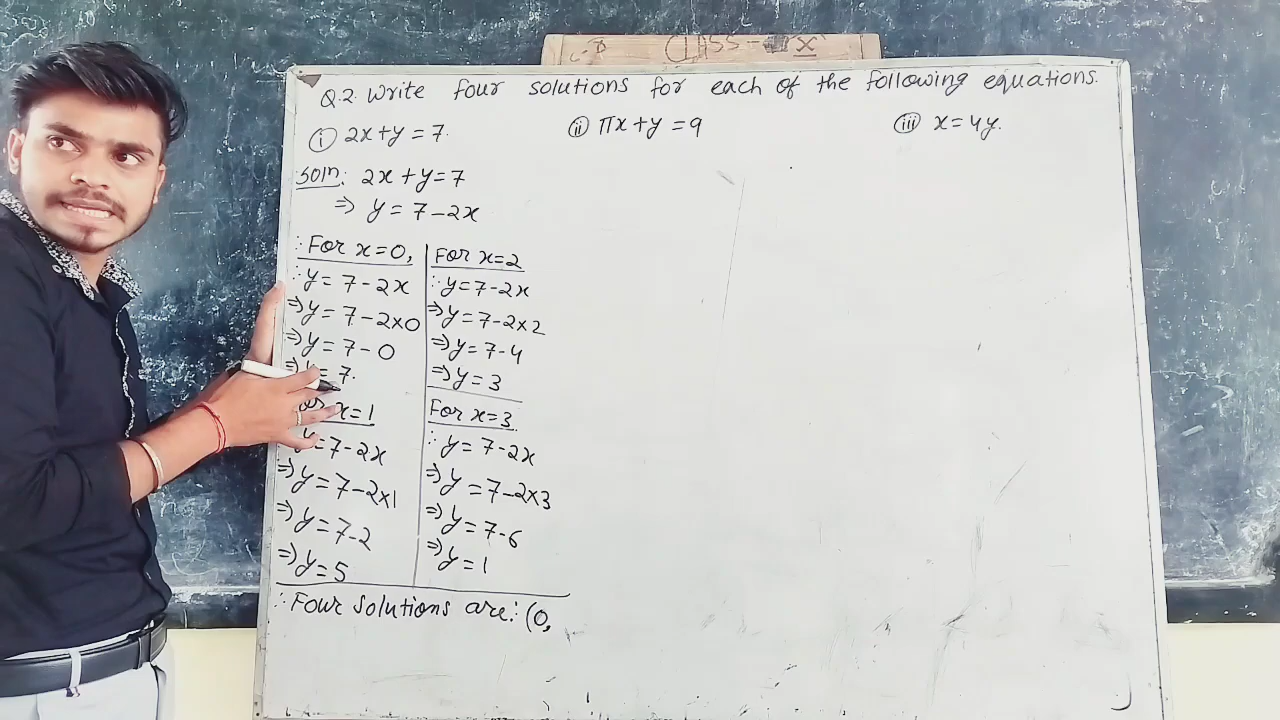 CLASS - IX
Q.2. Write four solutions for each of the following equations.
(i) 2x+y=7. (ii) πx+y=9 (iii) x=4y.
Soln: 2x+y=7
⇒ y=7-2x
∴ For x=0,
∴ y=7-2x
⇒ y=7-2×0
⇒ y=7-0
⇒ y=7.
For x=1
y=7-2x
⇒ y=7-2×1
⇒ y=7-2
⇒ y=5
For x=2
∴ y=7-2x
⇒ y=7-2×2
⇒ y=7-4
⇒ y=3
For x=3.
∴ y=7-2x
⇒ y=7-2×3
⇒ y=7-6
⇒ y=1
∴ Four solutions are: (0,